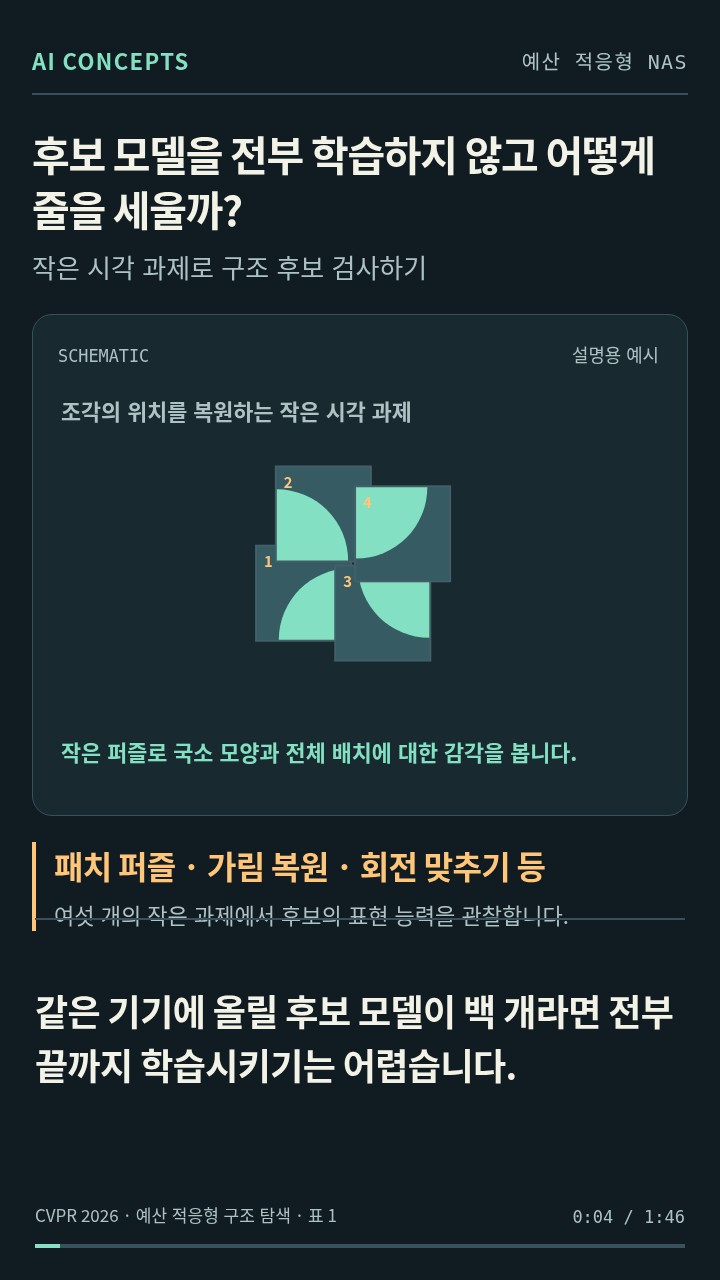 AI CONCEPTS
예산 적응형 NAS
후보 모델을 전부 학습하지 않고 어떻게
줄을 세울까?
작은 시각 과제로 구조 후보 검사하기
SCHEMATIC
설명용 예시
조각의 위치를 복원하는 작은 시각 과제
2
4
1
3
작은 퍼즐로 국소 모양과 전체 배치에 대한 감각을 봅니다.
패치 퍼즐 · 가림 복원 · 회전 맞추기 등
여섯 개의 작은 과제에서 후보의 표현 능력을 관찰합니다.
같은 기기에 올릴 후보 모델이 백 개라면 전부
끝까지 학습시키기는 어렵습니다.
CVPR 2026 · 예산 적응형 구조 탐색 · 표 1
0:04 / 1:46